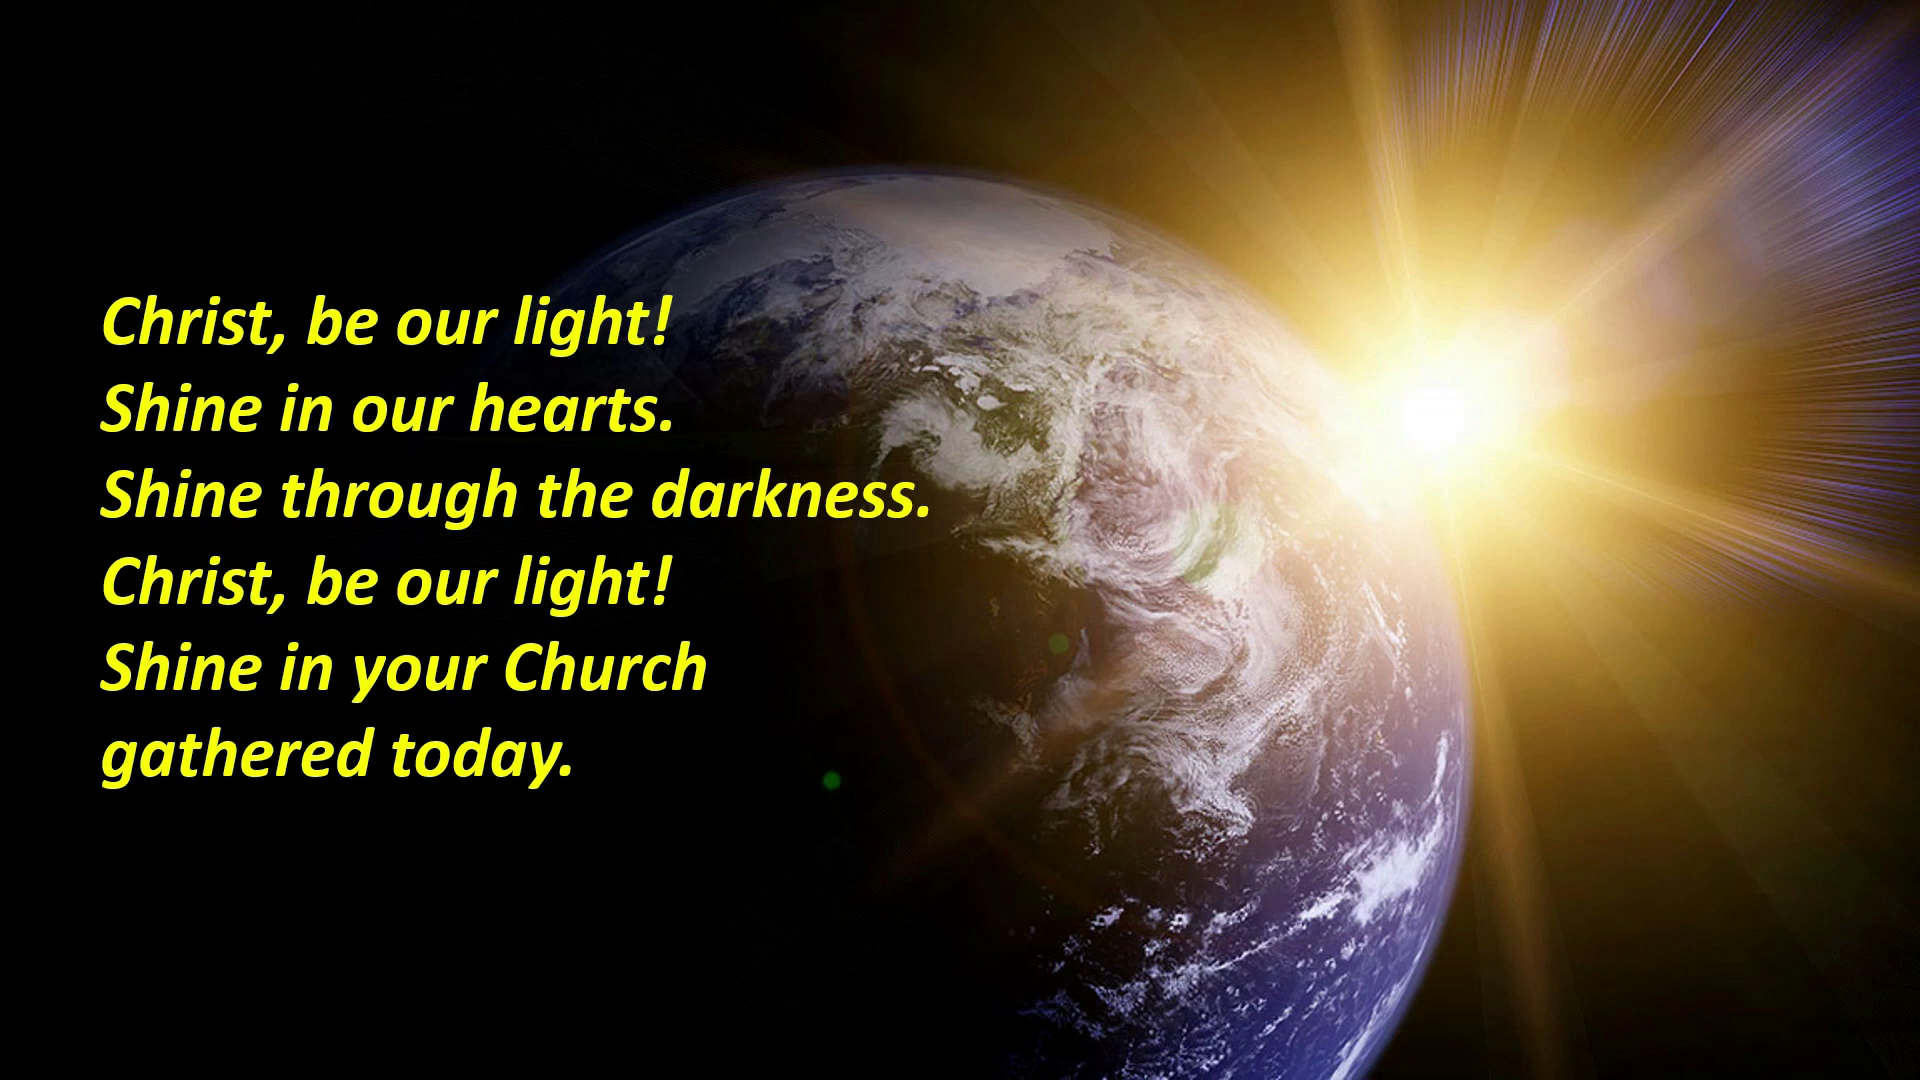 Christ, be our light!
Shine in our hearts.
Shine through the darkness.
Christ, be our light!
Shine in your Church
gathered today.